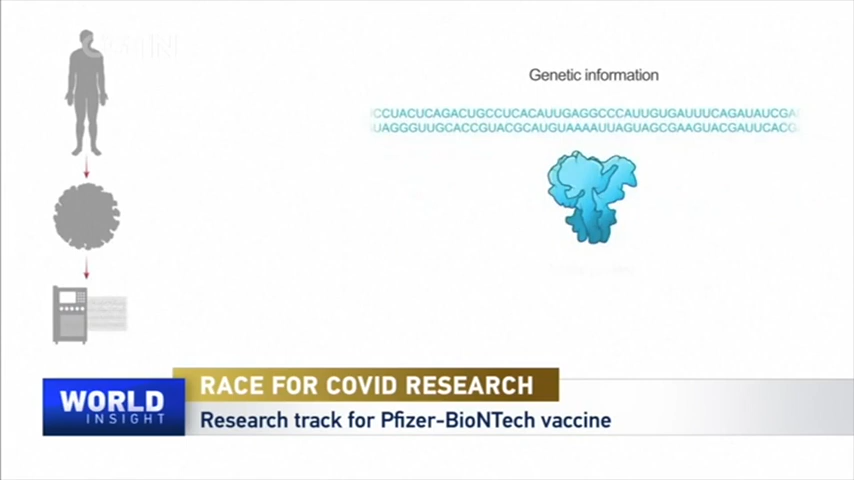 Genetic information
CCUACUCAGACUGCCUCACAUUGAGGCCCAUUGUGAUUUCAGAUAUCGA
UAGGGUUGCACCGUACGCAUGUAAAAUUAGUAGCGAAGUACGAUUCACG
RACE FOR COVID RESEARCH
WORLD
INSIGHT
Research track for Pfizer-BioNTech vaccine